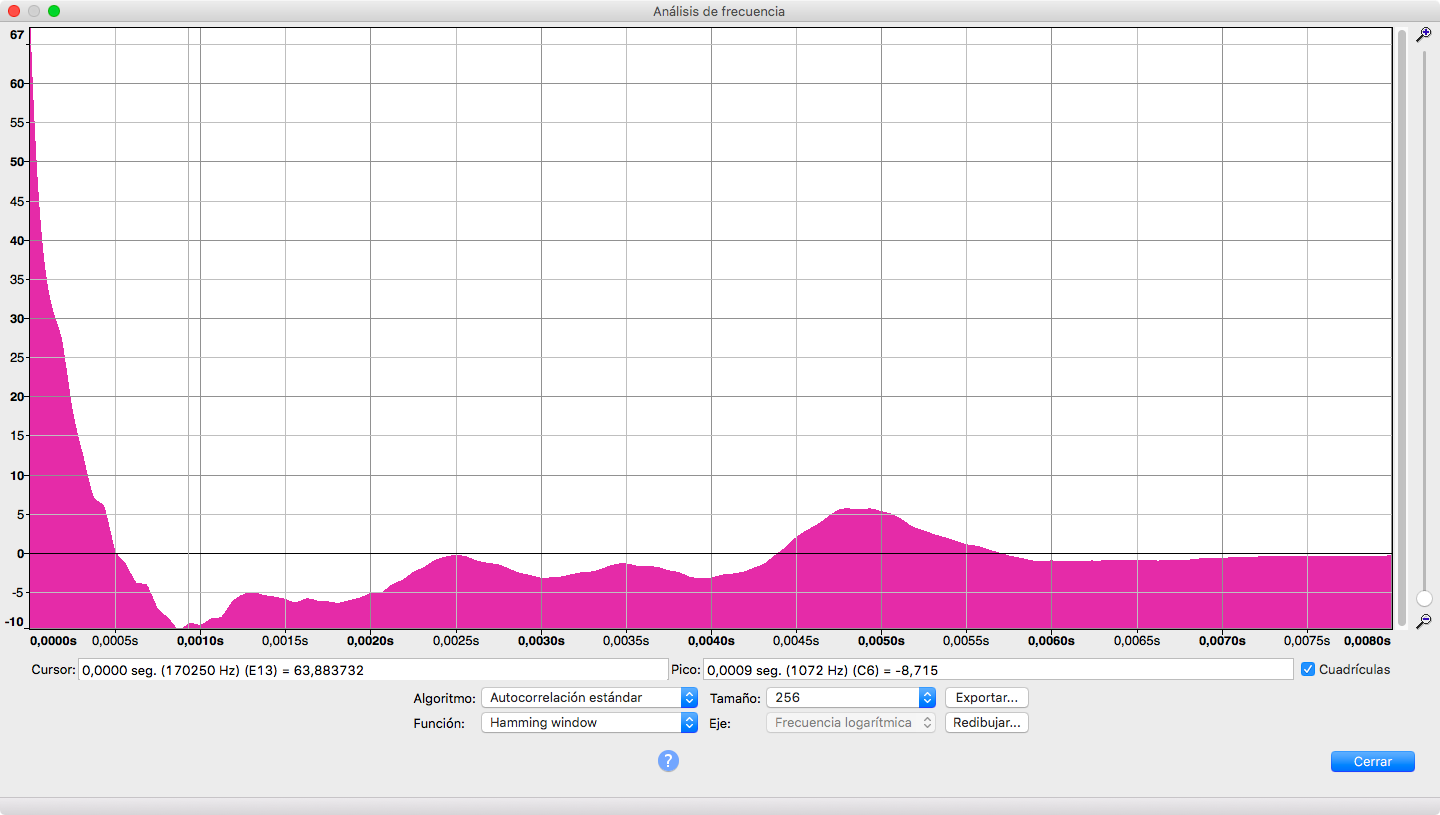 Análisis de frecuencia
67
60
55
50
45
40
35
30
25
20
15
10
5
0
-5
-10
0,0000s 0,0005s 0,0010s 0,0015s 0,0020s 0,0025s 0,0030s 0,0035s 0,0040s 0,0045s 0,0050s 0,0055s 0,0060s 0,0065s 0,0070s 0,0075s 0,0080s
Cursor: 0,0000 seg. (170250 Hz) (E13) = 63,883732 Pico: 0,0009 seg. (1072 Hz) (C6) = -8,715 Cuadrículas
Algoritmo: Autocorrelación estándar Tamaño: 256 Exportar...
Función: Hamming window Eje: Frecuencia logarítmica Redibujar...
? Cerrar